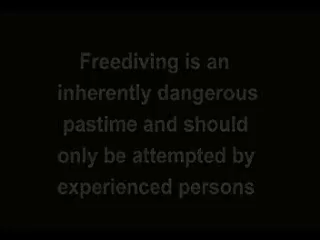 Freediving is an
inherently dangerous
pastime and should
only be attempted by
experienced persons